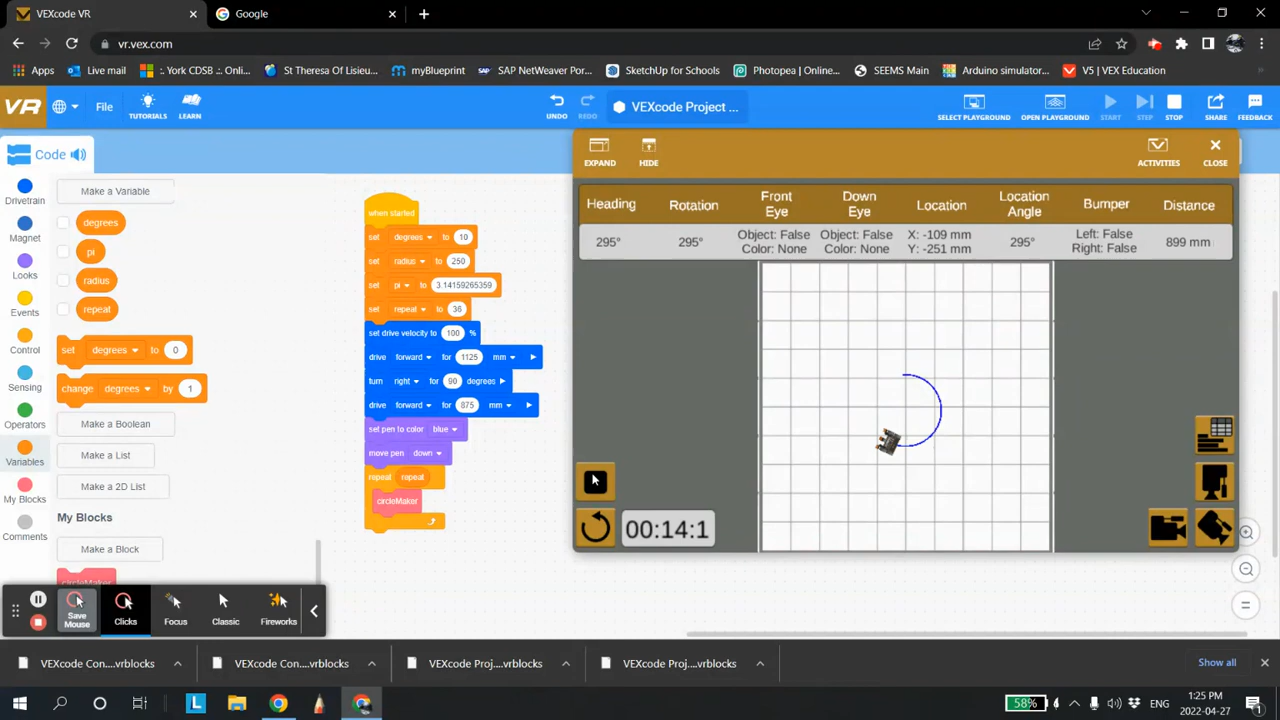 VEXcode VR
Google
vr.vex.com
Apps
Live mail
:: York CDSB ::. Onli...
St Theresa Of Lisieu...
myBlueprint
SAP NetWeaver Por...
SketchUp for Schools
Photopea | Online...
SEEMS Main
Arduino simulator...
V5 | VEX Education
VR
File
TUTORIALS
LEARN
UNDO
REDO
VEXcode Project ...
SELECT PLAYGROUND
OPEN PLAYGROUND
START
STEP
STOP
SHARE
FEEDBACK
Code
Drivetrain
Magnet
Looks
Events
Control
Sensing
Operators
Variables
My Blocks
Comments
Make a Variable
degrees
pi
radius
repeat
set degrees to 0
change degrees by 1
Make a Boolean
Make a List
Make a 2D List
My Blocks
Make a Block
circleMaker
when started
set degrees to 10
set radius to 250
set pi to 3.14159265359
set repeat to 36
set drive velocity to 100 %
drive forward for 1125 mm
turn right for 90 degrees
drive forward for 875 mm
set pen to color blue
move pen down
repeat repeat
circleMaker
EXPAND
HIDE
ACTIVITIES
CLOSE
Heading
Rotation
Front Eye
Down Eye
Location
Location Angle
Bumper
Distance
295°
295°
Object: False
Color: None
Object: False
Color: None
X: -109 mm
Y: -251 mm
295°
Left: False
Right: False
899 mm
00:14:1
Save Mouse
Clicks
Focus
Classic
Fireworks
VEXcode Con....vrblocks
VEXcode Con....vrblocks
VEXcode Proj....vrblocks
VEXcode Proj....vrblocks
Show all
L
58%
ENG
1:25 PM
2022-04-27
1